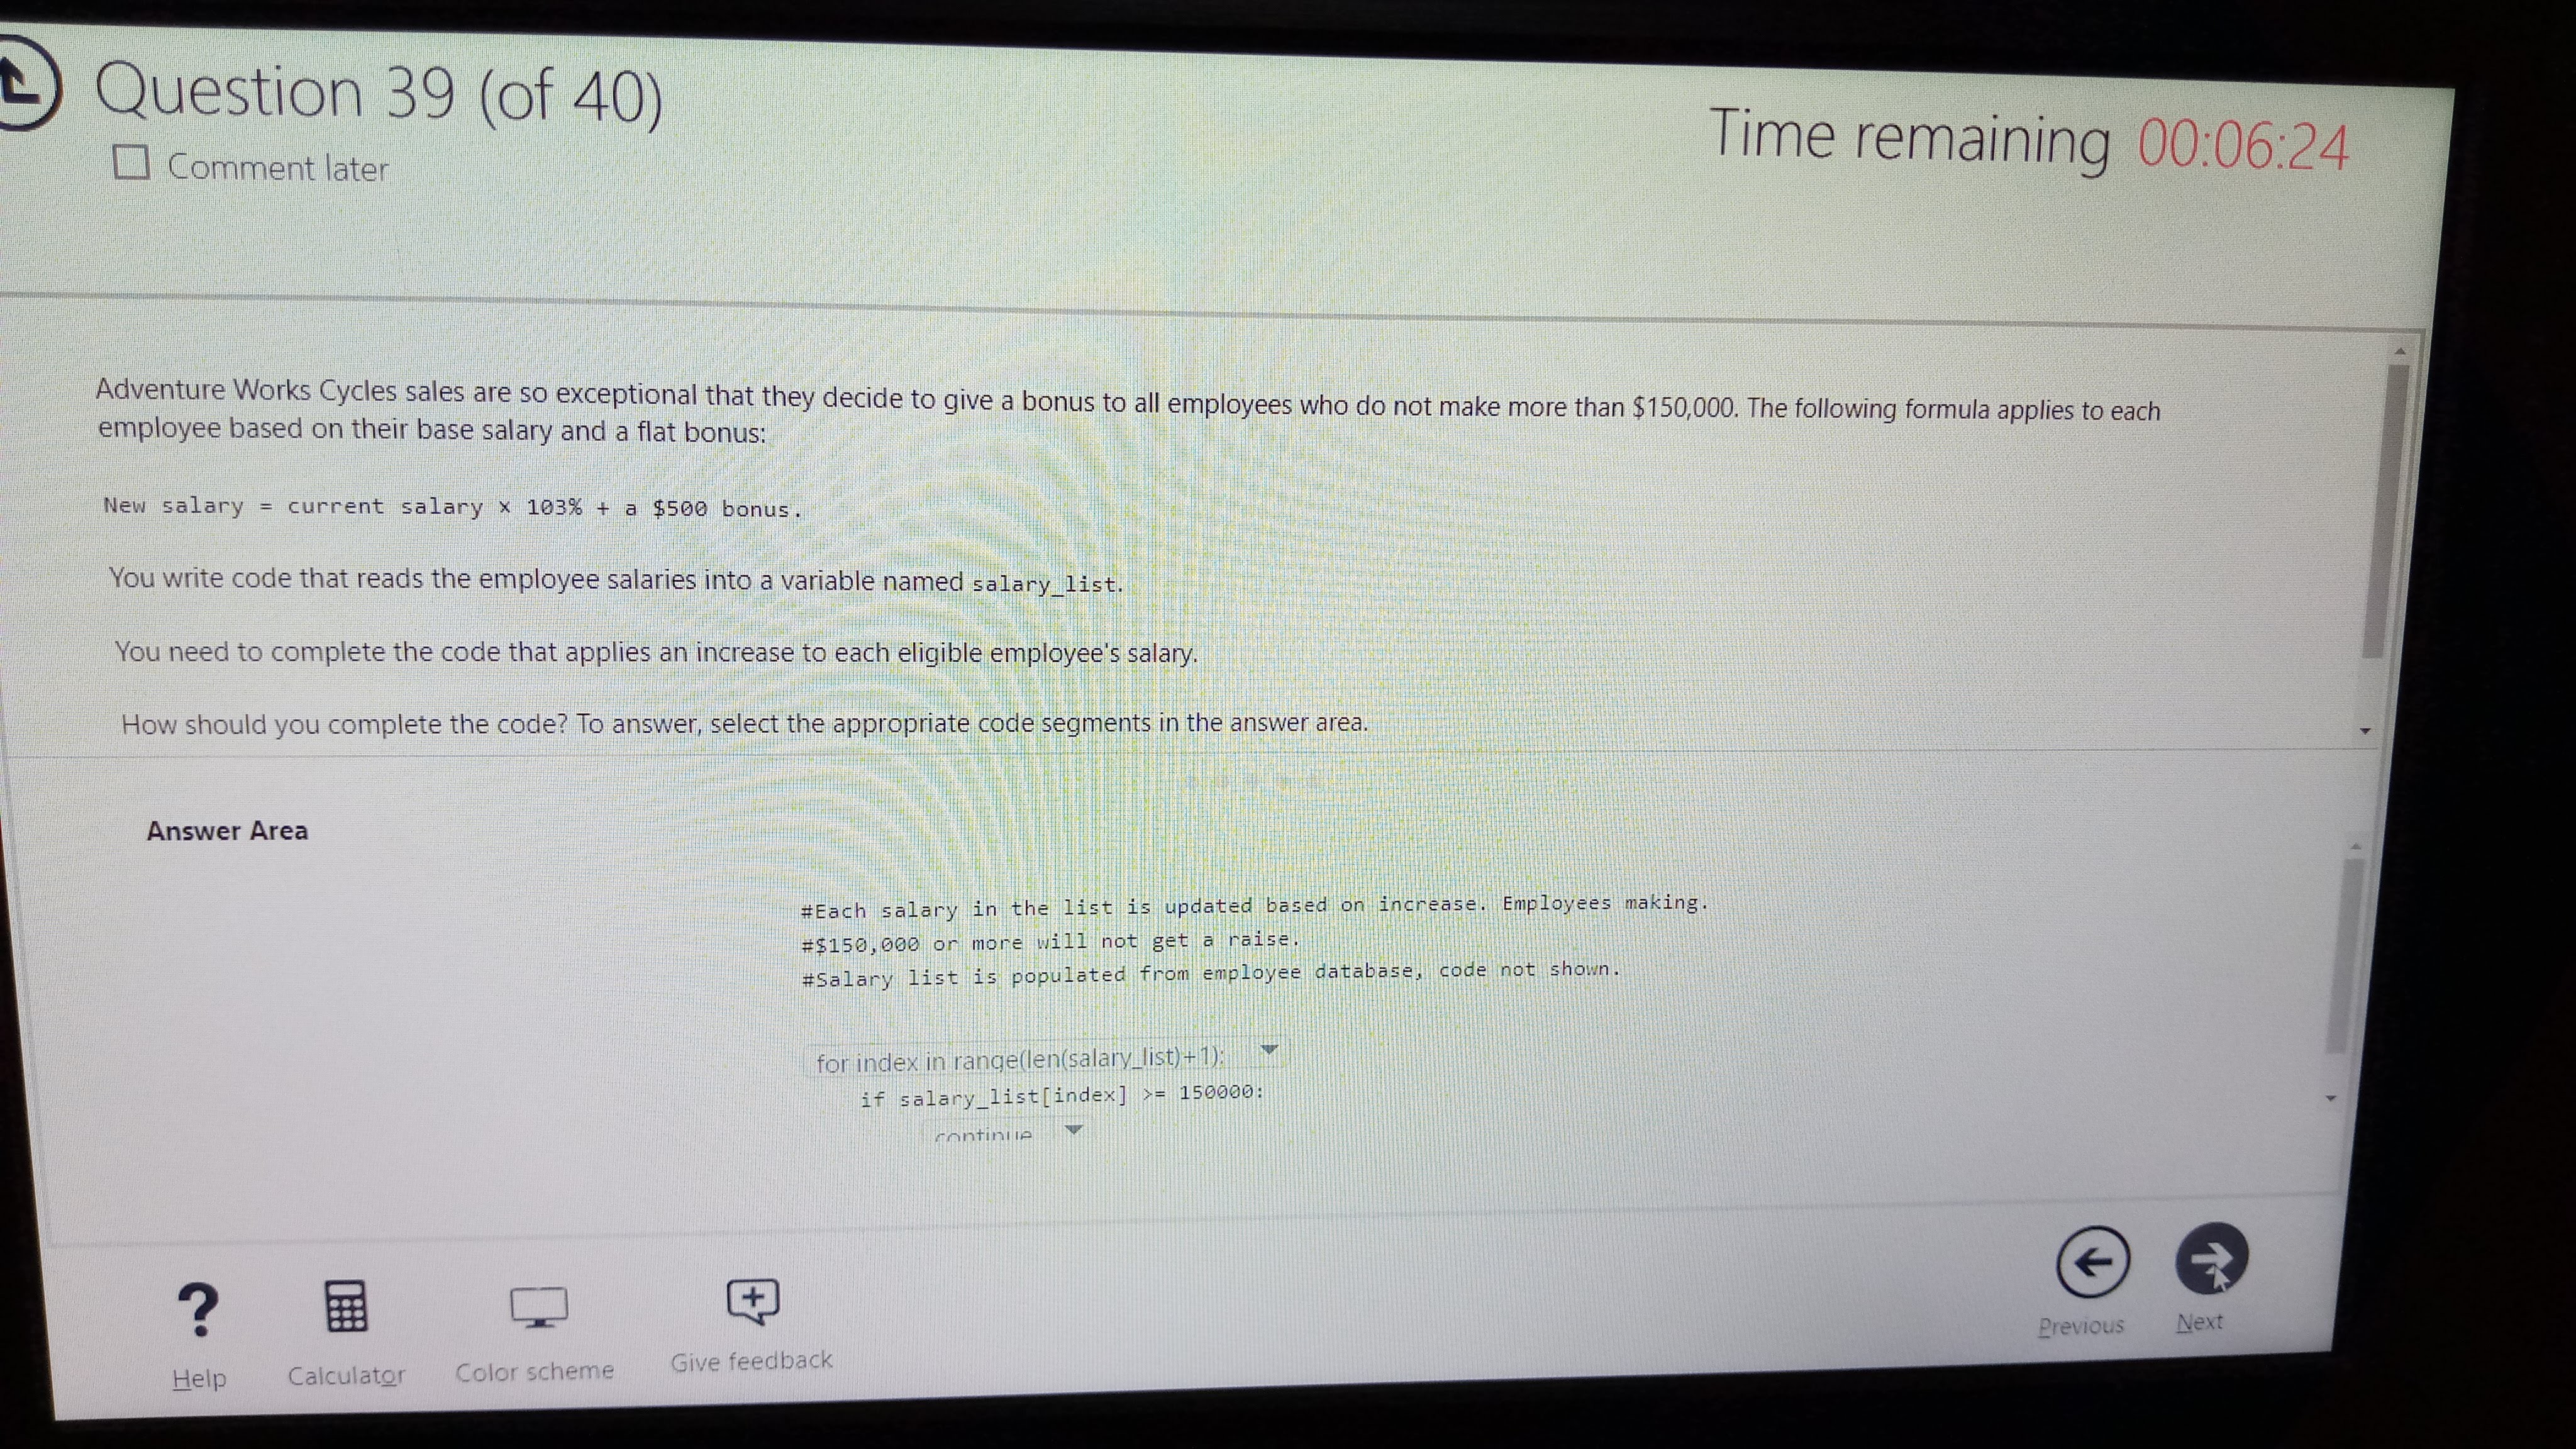 Question 39 (of 40)
Time remaining 00:06:24
Comment later
Adventure Works Cycles sales are so exceptional that they decide to give a bonus to all employees who do not make more than $150,000. The following formula applies to each
employee based on their base salary and a flat bonus:
New salary = current salary × 103% + a $500 bonus.
You write code that reads the employee salaries into a variable named salary_list.
You need to complete the code that applies an increase to each eligible employee's salary.
How should you complete the code? To answer, select the appropriate code segments in the answer area.
Answer Area
#Each salary in the list is updated based on increase. Employees making.
#$150,000 or more will not get a raise.
#Salary list is populated from employee database, code not shown.
for index in range(len(salary_list)+1):
if salary_list[index] >= 150000:
continue
Help
Calculator
Color scheme
Give feedback
Previous
Next